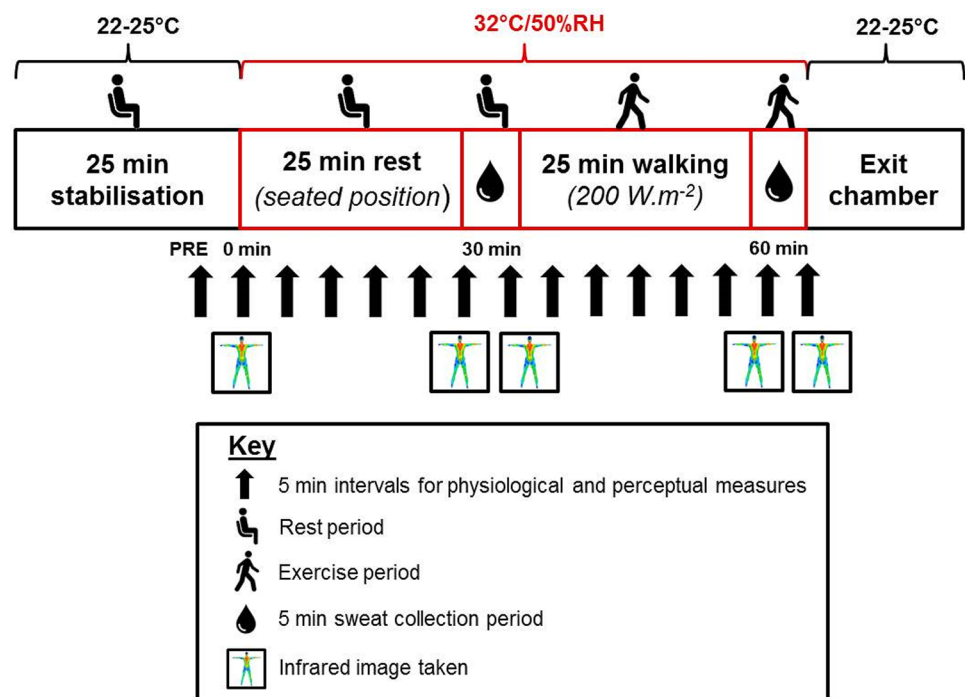 22-25°C
32°C/50%RH
22-25°C
25 min
stabilisation
25 min rest
(seated position)
25 min walking
(200 W.m-2)
Exit
chamber
PRE 0 min 30 min 60 min
Key
5 min intervals for physiological and perceptual measures
Rest period
Exercise period
5 min sweat collection period
Infrared image taken